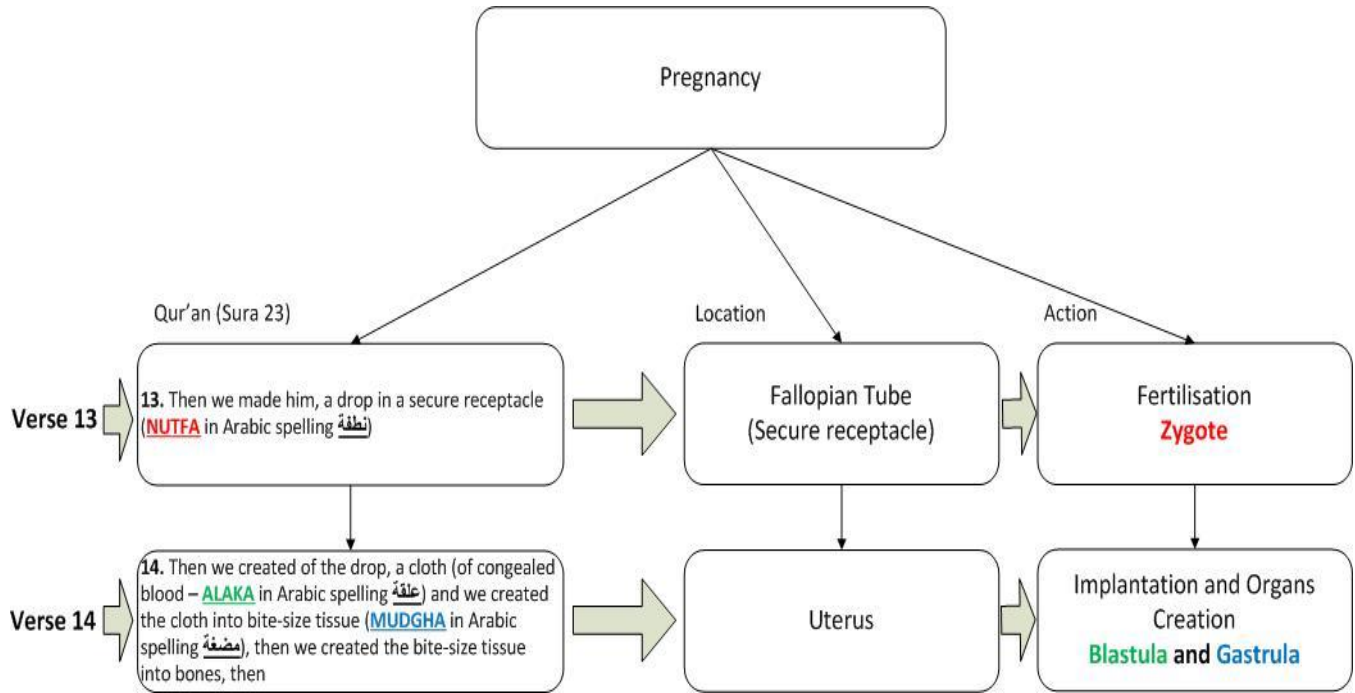 Pregnancy
Qur'an (Sura 23)
Location
Action
Verse 13
13. Then we made him, a drop in a secure receptacle
(NUTFA in Arabic spelling نطفة)
Fallopian Tube
(Secure receptacle)
Fertilisation
Zygote
Verse 14
14. Then we created of the drop, a cloth (of congealed
blood – ALAKA in Arabic spelling علقة) and we created
the cloth into bite-size tissue (MUDGHA in Arabic
spelling مضغة), then we created the bite-size tissue
into bones, then
Uterus
Implantation and Organs
Creation
Blastula and Gastrula